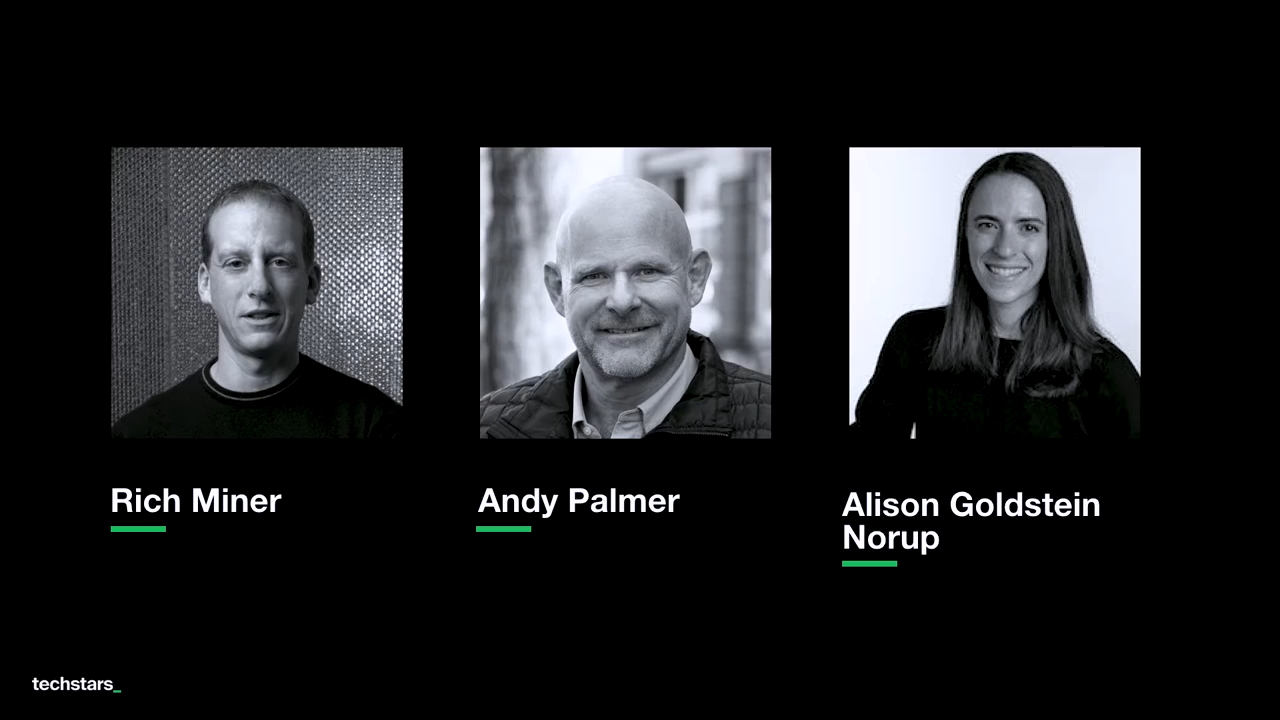 Rich Miner
Andy Palmer
Alison Goldstein
Norup
techstars_